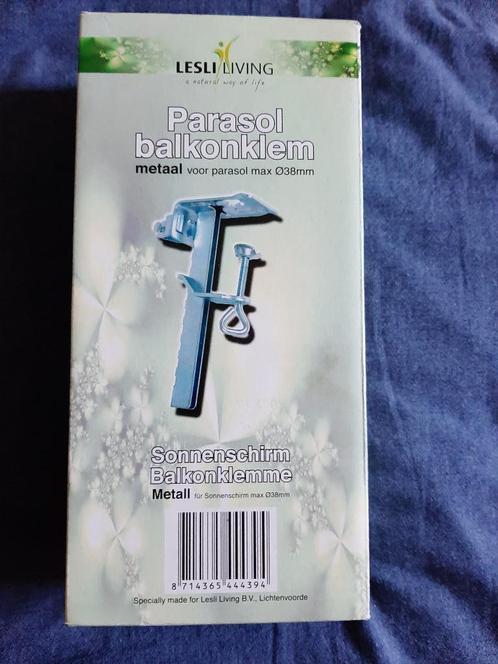 LESLI LIVING
a natural way of life
Parasol
balkonklem
metaal voor parasol max Ø38mm
Sonnenschirm
Balkonklemme
Metall für Sonnenschirm max Ø38mm
8 714365 444394
Specially made for Lesli Living B.V., Lichtenvoorde